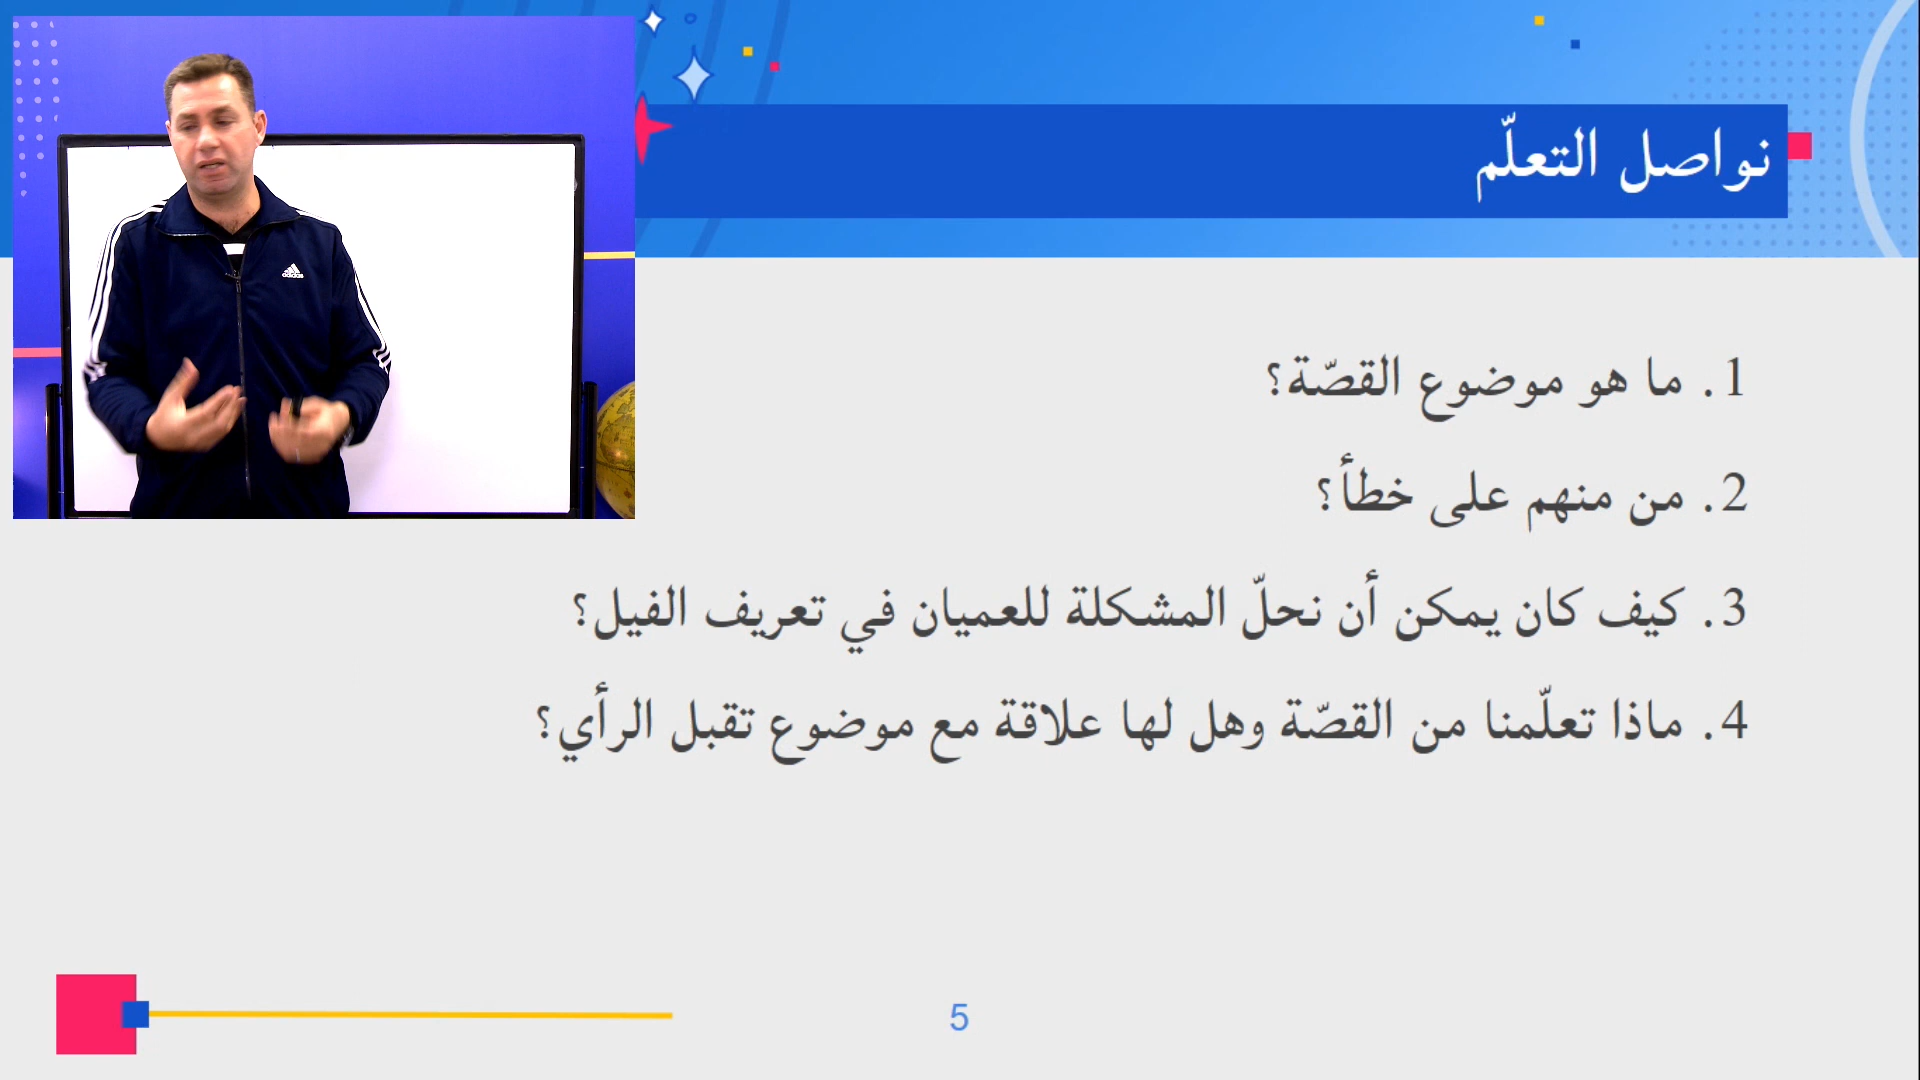 نواصل التعلّم
1. ما هو موضوع القصّة؟
2. من منهم على خطأ؟
3. كيف كان يمكن أن نحلّ المشكلة للعميان في تعريف الفيل؟
4. ماذا تعلّمنا من القصّة وهل لها علاقة مع موضوع تقبل الرأي؟
adidas
5